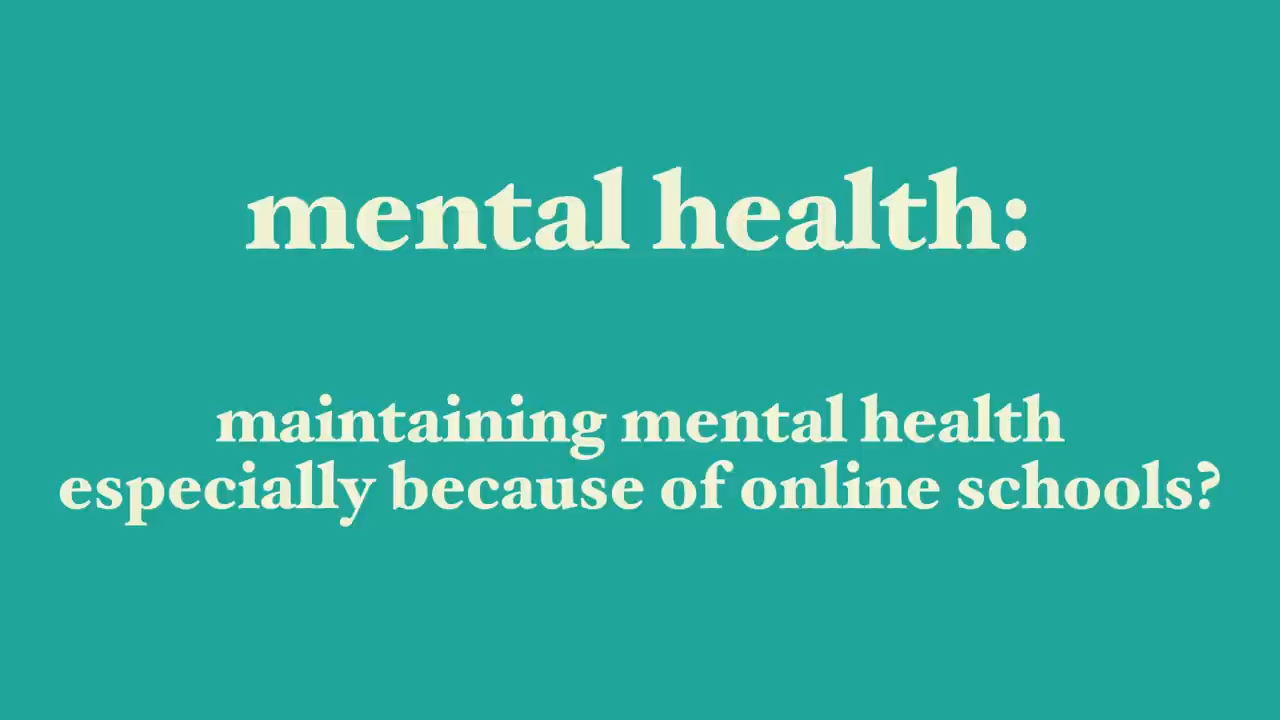 mental health:
maintaining mental health
especially because of online schools?